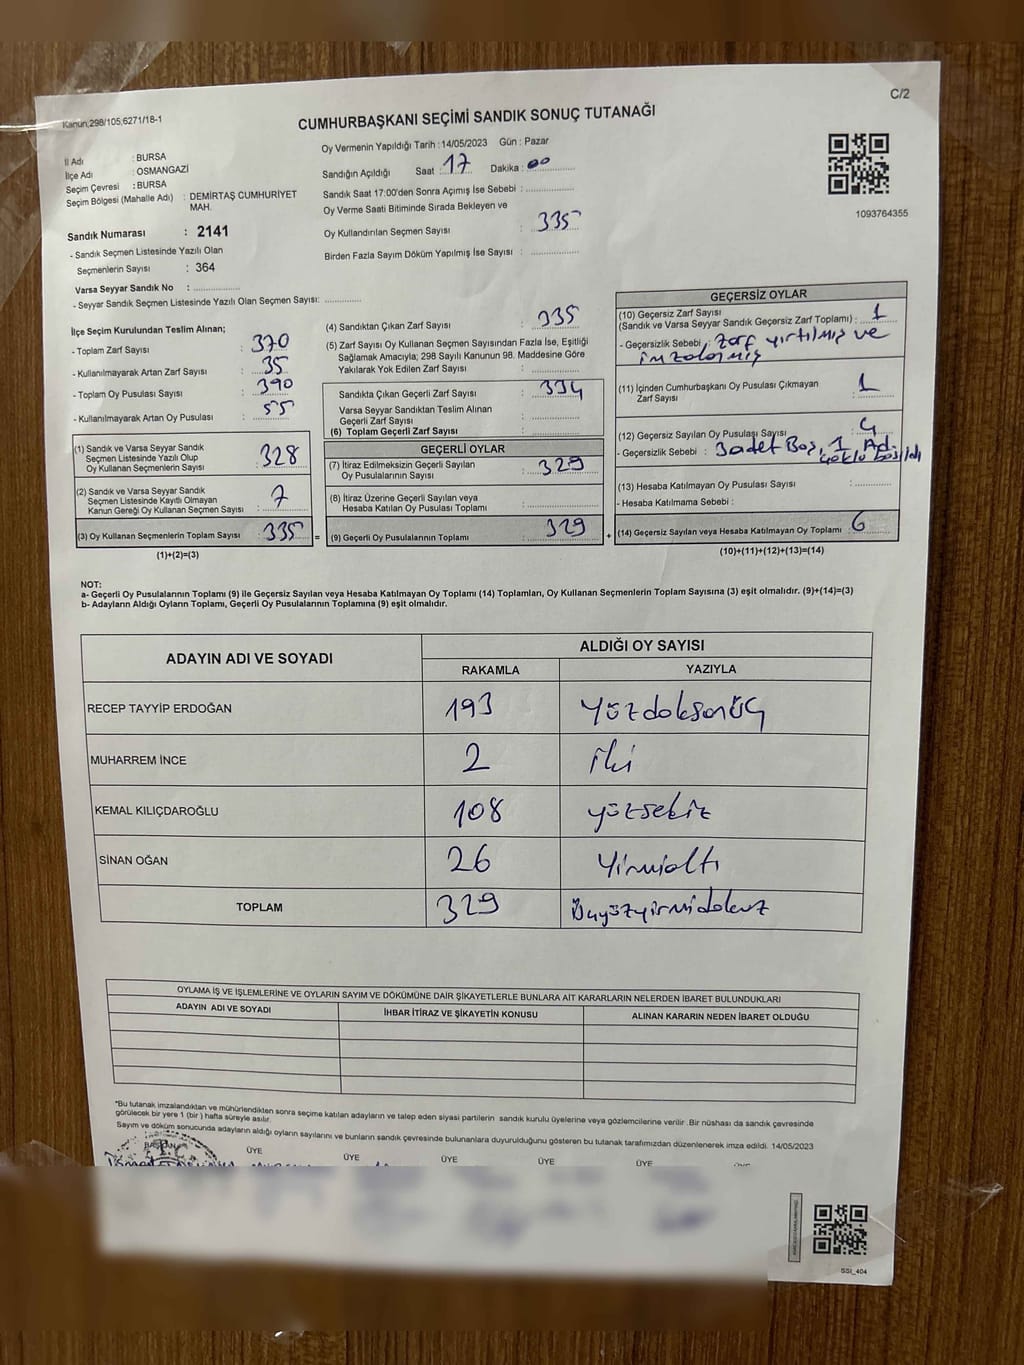 C/2
Kanun;298/105,6271/18-1
CUMHURBAŞKANI SEÇİMİ SANDIK SONUÇ TUTANAĞI
Oy Vermenin Yapıldığı Tarih :14/05/2023 Gün : Pazar
İl Adı : BURSA
İlçe Adı : OSMANGAZİ
Seçim Çevresi : BURSA
Seçim Bölgesi (Mahalle Adı) : DEMİRTAŞ CUMHURİYET
MAH.
Sandık Numarası : 2141
- Sandık Seçmen Listesinde Yazılı Olan
Seçmenlerin Sayısı : 364
Varsa Seyyar Sandık No : ..............
- Seyyar Sandık Seçmen Listesinde Yazılı Olan Seçmen Sayısı: ............
Sandığın Açıldığı Saat : 17 Dakika : 00
Sandık Saat 17:00'den Sonra Açılmış İse Sebebi : ..............
Oy Verme Saati Bitiminde Sırada Bekleyen ve
Oy Kullandırılan Seçmen Sayısı : 335
Birden Fazla Sayım Döküm Yapılmış İse Sayısı : ..............
1093764355
İlçe Seçim Kurulundan Teslim Alınan;
- Toplam Zarf Sayısı : 370
- Kullanılmayarak Artan Zarf Sayısı : 35
- Toplam Oy Pusulası Sayısı : 390
- Kullanılmayarak Artan Oy Pusulası : 55
(1) Sandık ve Varsa Seyyar Sandık
Seçmen Listesinde Yazılı Olup
Oy Kullanan Seçmenlerin Sayısı : 328
(2) Sandık ve Varsa Seyyar Sandık
Seçmen Listesinde Kayıtlı Olmayan
Kanun Gereği Oy Kullanan Seçmen Sayısı : 7
(3) Oy Kullanan Seçmenlerin Toplam Sayısı : 335 =
(1)+(2)=(3)
(4) Sandıktan Çıkan Zarf Sayısı : 335
(5) Zarf Sayısı Oy Kullanan Seçmen Sayısından Fazla İse, Eşitliği
Sağlamak Amacıyla; 298 Sayılı Kanunun 98. Maddesine Göre
Yakılarak Yok Edilen Zarf Sayısı : ..............
Sandıkta Çıkan Geçerli Zarf Sayısı : 334
Varsa Seyyar Sandıktan Teslim Alınan
Geçerli Zarf Sayısı : ..............
(6) Toplam Geçerli Zarf Sayısı : ..............
GEÇERLİ OYLAR
(7) İtiraz Edilmeksizin Geçerli Sayılan
Oy Pusulasının Sayısı : 329
(8) İtiraz Üzerine Geçerli Sayılan veya
Hesaba Katılan Oy Pusulası Toplamı : ..............
(9) Geçerli Oy Pusulalarının Toplamı : 329 +
GEÇERSİZ OYLAR
(10) Geçersiz Zarf Sayısı
(Sandık ve Varsa Seyyar Sandık Geçersiz Zarf Toplamı) : 1
- Geçersizlik Sebebi : Zarf yırtılmış ve
imzalamış
(11) İçinden Cumhurbaşkanı Oy Pusulası Çıkmayan
Zarf Sayısı : 1
(12) Geçersiz Sayılan Oy Pusulası Sayısı : 4
- Geçersizlik Sebebi : 3 adet Boş, 1 Adt
çoklu basıldı
(13) Hesaba Katılmayan Oy Pusulası Sayısı : ..............
- Hesaba Katılmama Sebebi :
(14) Geçersiz Sayılan veya Hesaba Katılmayan Oy Toplamı : 6
(10)+(11)+(12)+(13)=(14)
NOT:
a- Geçerli Oy Pusulalarının Toplamı (9) ile Geçersiz Sayılan veya Hesaba Katılmayan Oy Toplamı (14) Toplamları, Oy Kullanan Seçmenlerin Toplam Sayısına (3) eşit olmalıdır. (9)+(14)=(3)
b- Adayların Aldığı Oyların Toplamı, Geçerli Oy Pusulalarının Toplamına (9) eşit olmalıdır.
ADAYIN ADI VE SOYADI
ALDIĞI OY SAYISI
RAKAMLA YAZIYLA
RECEP TAYYİP ERDOĞAN 193 Yüzdoksanüç
MUHARREM İNCE 2 iki
KEMAL KILIÇDAROĞLU 108 yüzsekiz
SİNAN OĞAN 26 Yirmialtı
TOPLAM 329 Üçyüzyirmidokuz
OYLAMA İŞ VE İŞLEMLERİNE VE OYLARIN SAYIM VE DÖKÜMÜNE DAİR ŞİKAYETLERLE BUNLARA AİT KARARLARIN NELERDEN İBARET BULUNDUKLARI
ADAYIN ADI VE SOYADI İHBAR İTİRAZ VE ŞİKAYETİN KONUSU ALINAN KARARIN NEDEN İBARET OLDUĞU
*Bu tutanak imzalandıktan ve mühürlendikten sonra seçime katılan adayların ve talep eden siyasi partilerin sandık kurulu üyelerine veya gözlemcilerine verilir .Bir nüshası da sandık çevresinde
görülecek bir yere 1 (bir ) hafta süreyle asılır.
Sayım ve döküm sonucunda adayların aldığı oyların sayılarını ve bunların sandık çevresinde bulunanlara duyurulduğunu gösteren bu tutanak tarafımızdan düzenlenerek imza edildi. 14/05/2023
BAŞKAN ÜYE ÜYE ÜYE ÜYE ÜYE
SSI_404